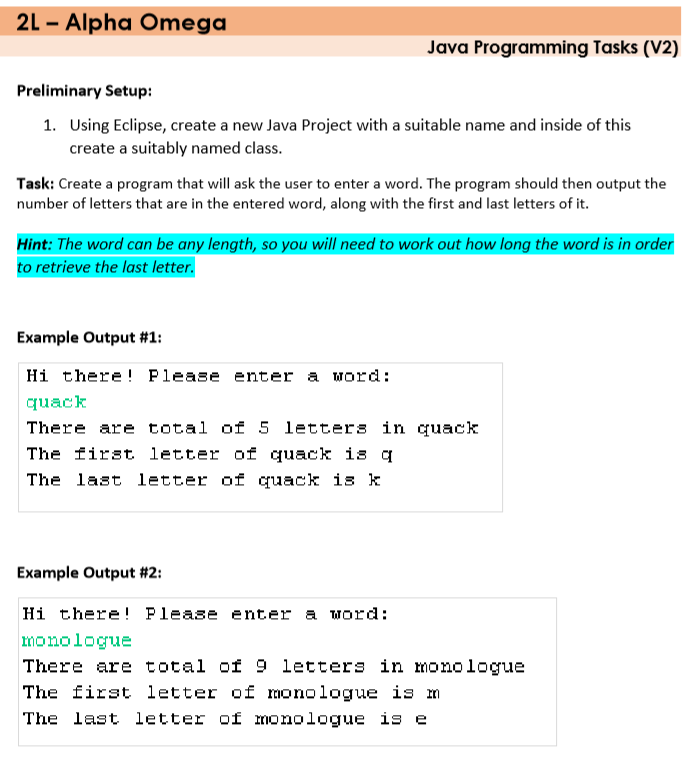 2L – Alpha Omega
Java Programming Tasks (V2)
Preliminary Setup:
1. Using Eclipse, create a new Java Project with a suitable name and inside of this
create a suitably named class.
Task: Create a program that will ask the user to enter a word. The program should then output the
number of letters that are in the entered word, along with the first and last letters of it.
Hint: The word can be any length, so you will need to work out how long the word is in order
to retrieve the last letter.
Example Output #1:
Hi there! Please enter a word:
quack
There are total of 5 letters in quack
The first letter of quack is q
The last letter of quack is k
Example Output #2:
Hi there! Please enter a word:
monologue
There are total of 9 letters in monologue
The first letter of monologue is m
The last letter of monologue is e